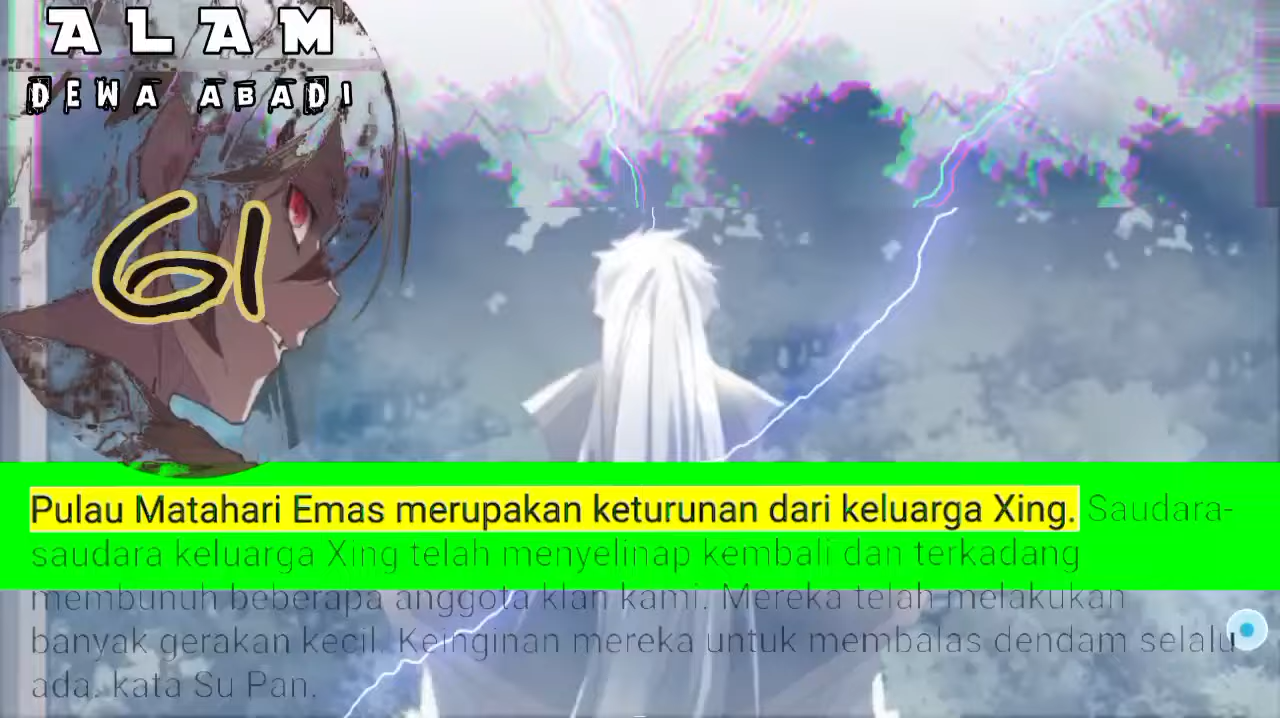 ALAM
DEWA ABADI
61
Pulau Matahari Emas merupakan keturunan dari keluarga Xing. Saudara-
saudara keluarga Xing telah menyelinap kembali dan terkadang
membunuh beberapa anggota klan kami. Mereka telah melakukan
banyak gerakan kecil. Keinginan mereka untuk membalas dendam selalu
ada. kata Su Pan.